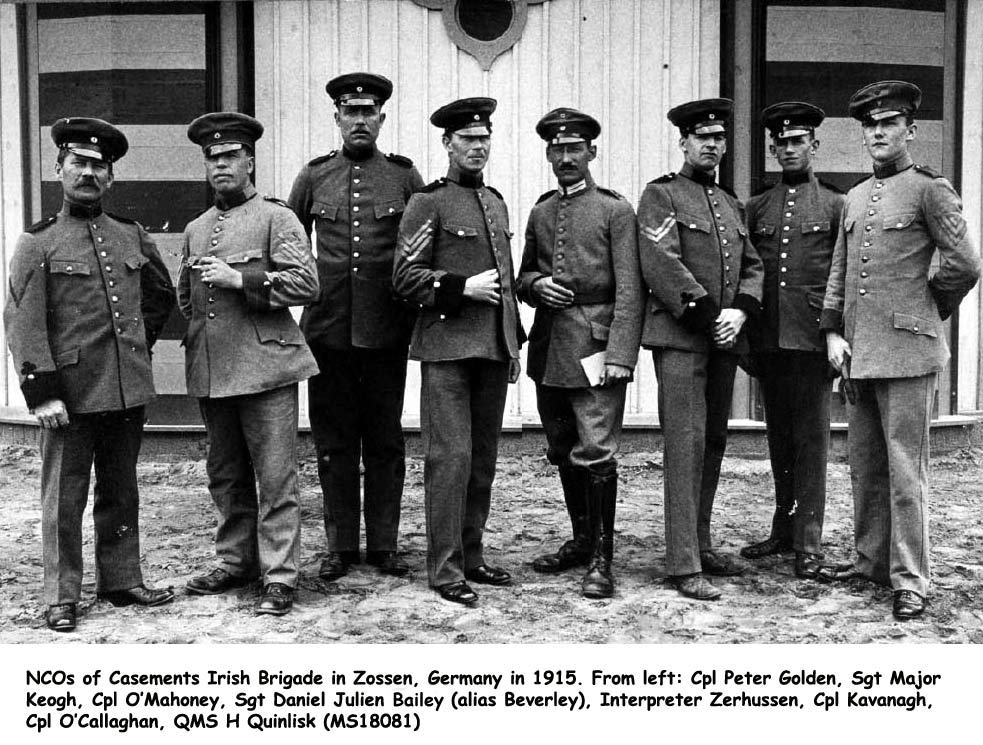 NCOs of Casements Irish Brigade in Zossen, Germany in 1915. From left: Cpl Peter Golden, Sgt Major
Keogh, Cpl O'Mahoney, Sgt Daniel Julien Bailey (alias Beverley), Interpreter Zerhussen, Cpl Kavanagh,
Cpl O'Callaghan, QMS H Quinlisk (MS18081)